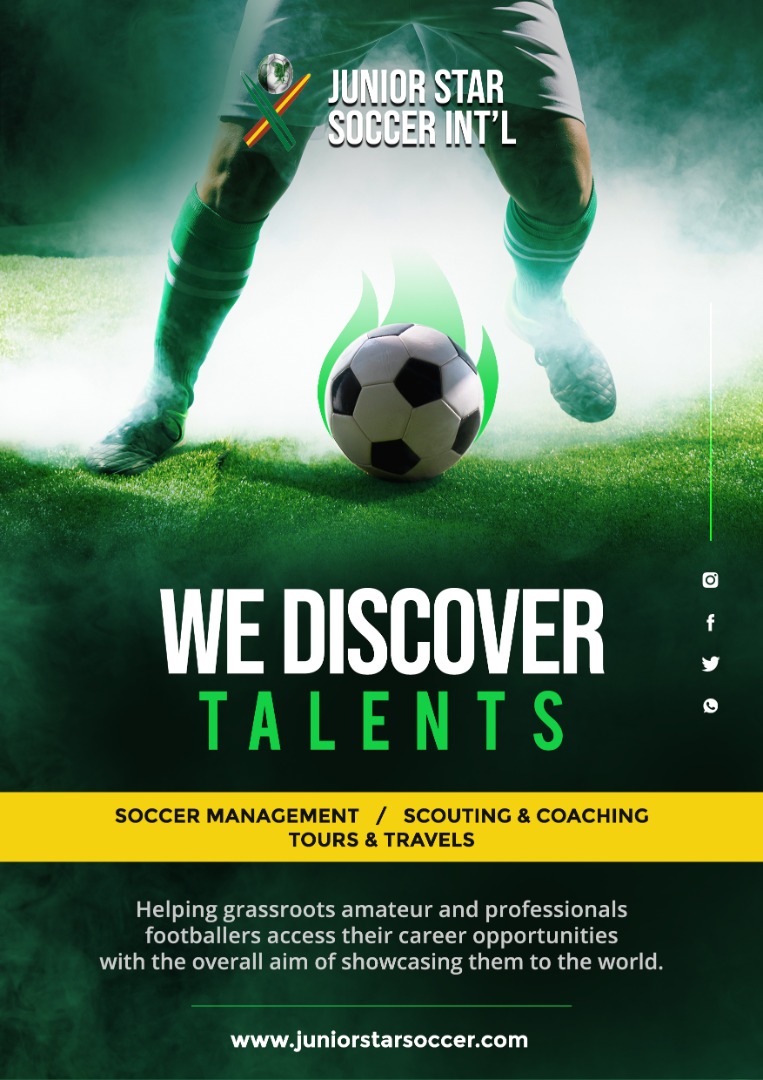 JUNIOR STAR
SOCCER INT'L
WE DISCOVER
TALENTS
SOCCER MANAGEMENT / SCOUTING & COACHING
TOURS & TRAVELS
Helping grassroots amateur and professionals
footballers access their career opportunities
with the overall aim of showcasing them to the world.
www.juniorstarsoccer.com